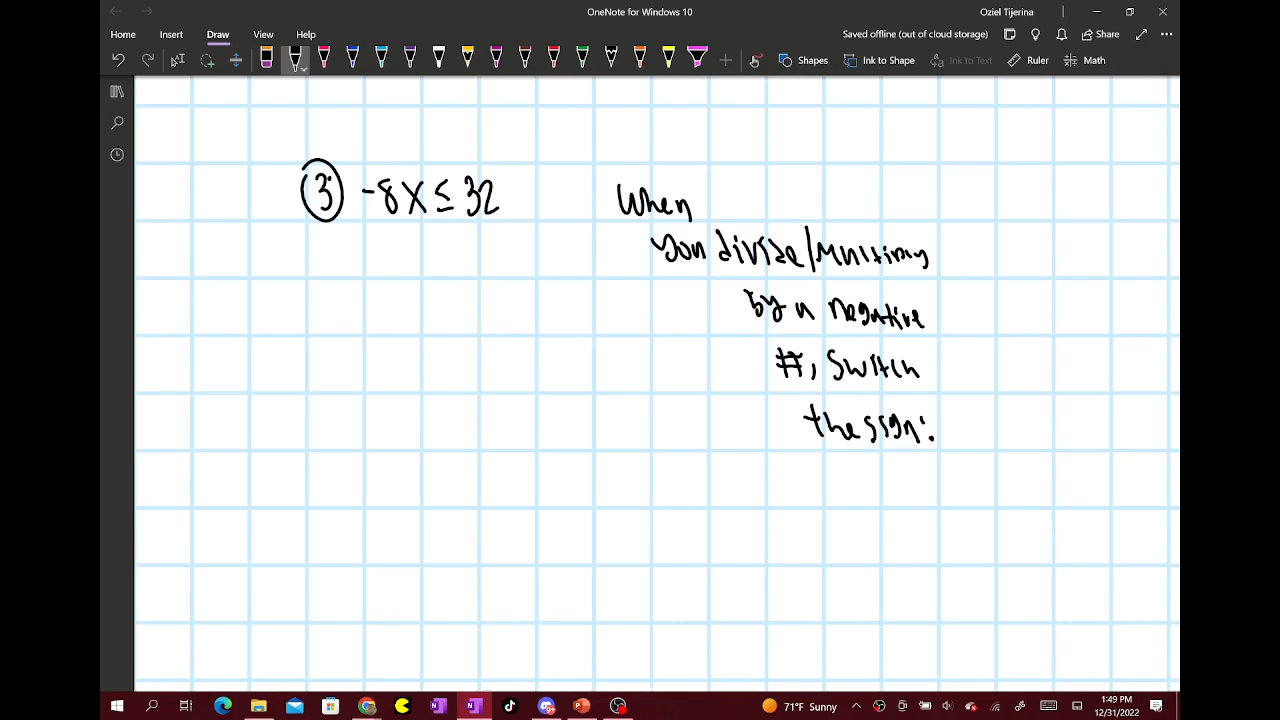 OneNote for Windows 10
Oziel Tijerina
Home Insert Draw View Help
Saved offline (out of cloud storage)
Share
Shapes
Ink to Shape
Ink to Text
Ruler
Math
3 -8x ≤ 32
When
you divide/multiply
by a negative
#, switch
the sign.
71°F Sunny
1:49 PM
12/31/2022